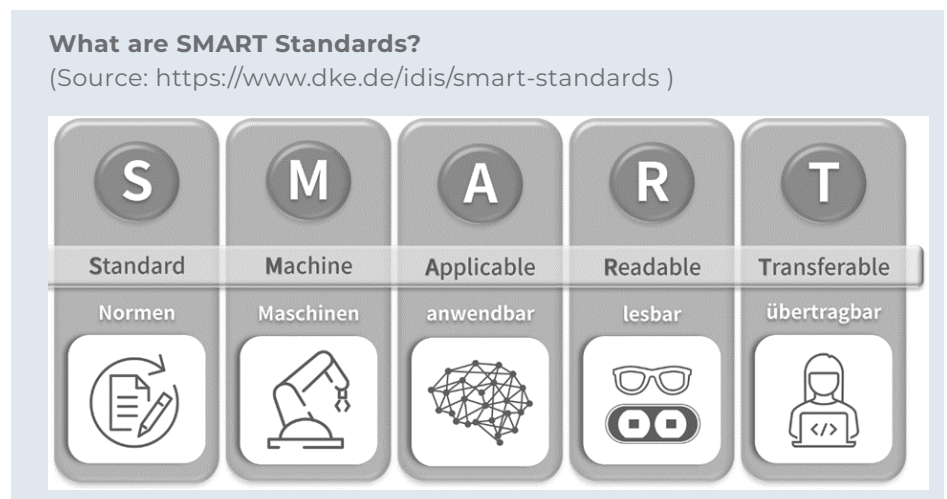 What are SMART Standards?
(Source: https://www.dke.de/idis/smart-standards )
S M A R T
Standard Machine Applicable Readable Transferable
Normen Maschinen anwendbar lesbar übertragbar
</>